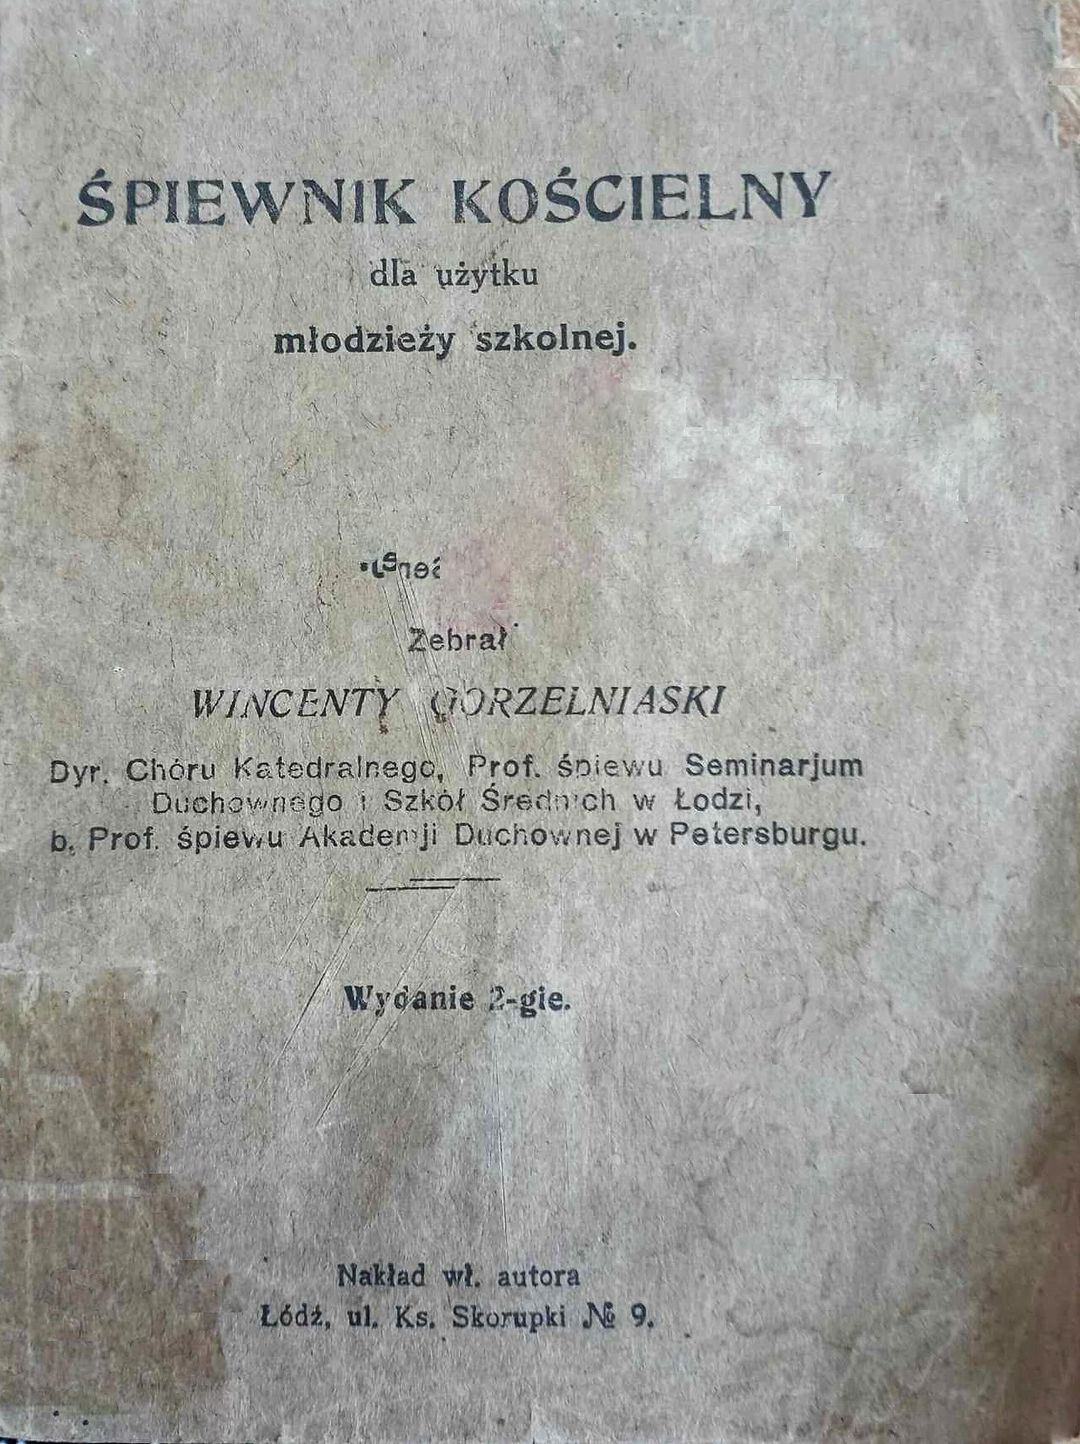 ŚPIEWNIK KOŚCIELNY
dla użytku
młodzieży szkolnej.
Zebrał
WINCENTY GORZELNIASKI
Dyr. Chóru Katedralnego, Prof. śpiewu Seminarjum
Duchownego i Szkół Średnich w Łodzi,
b. Prof. śpiewu Akademji Duchownej w Petersburgu.
Wydanie 2-gie.
Nakład wł. autora
Łódź, ul. Ks. Skorupki № 9.